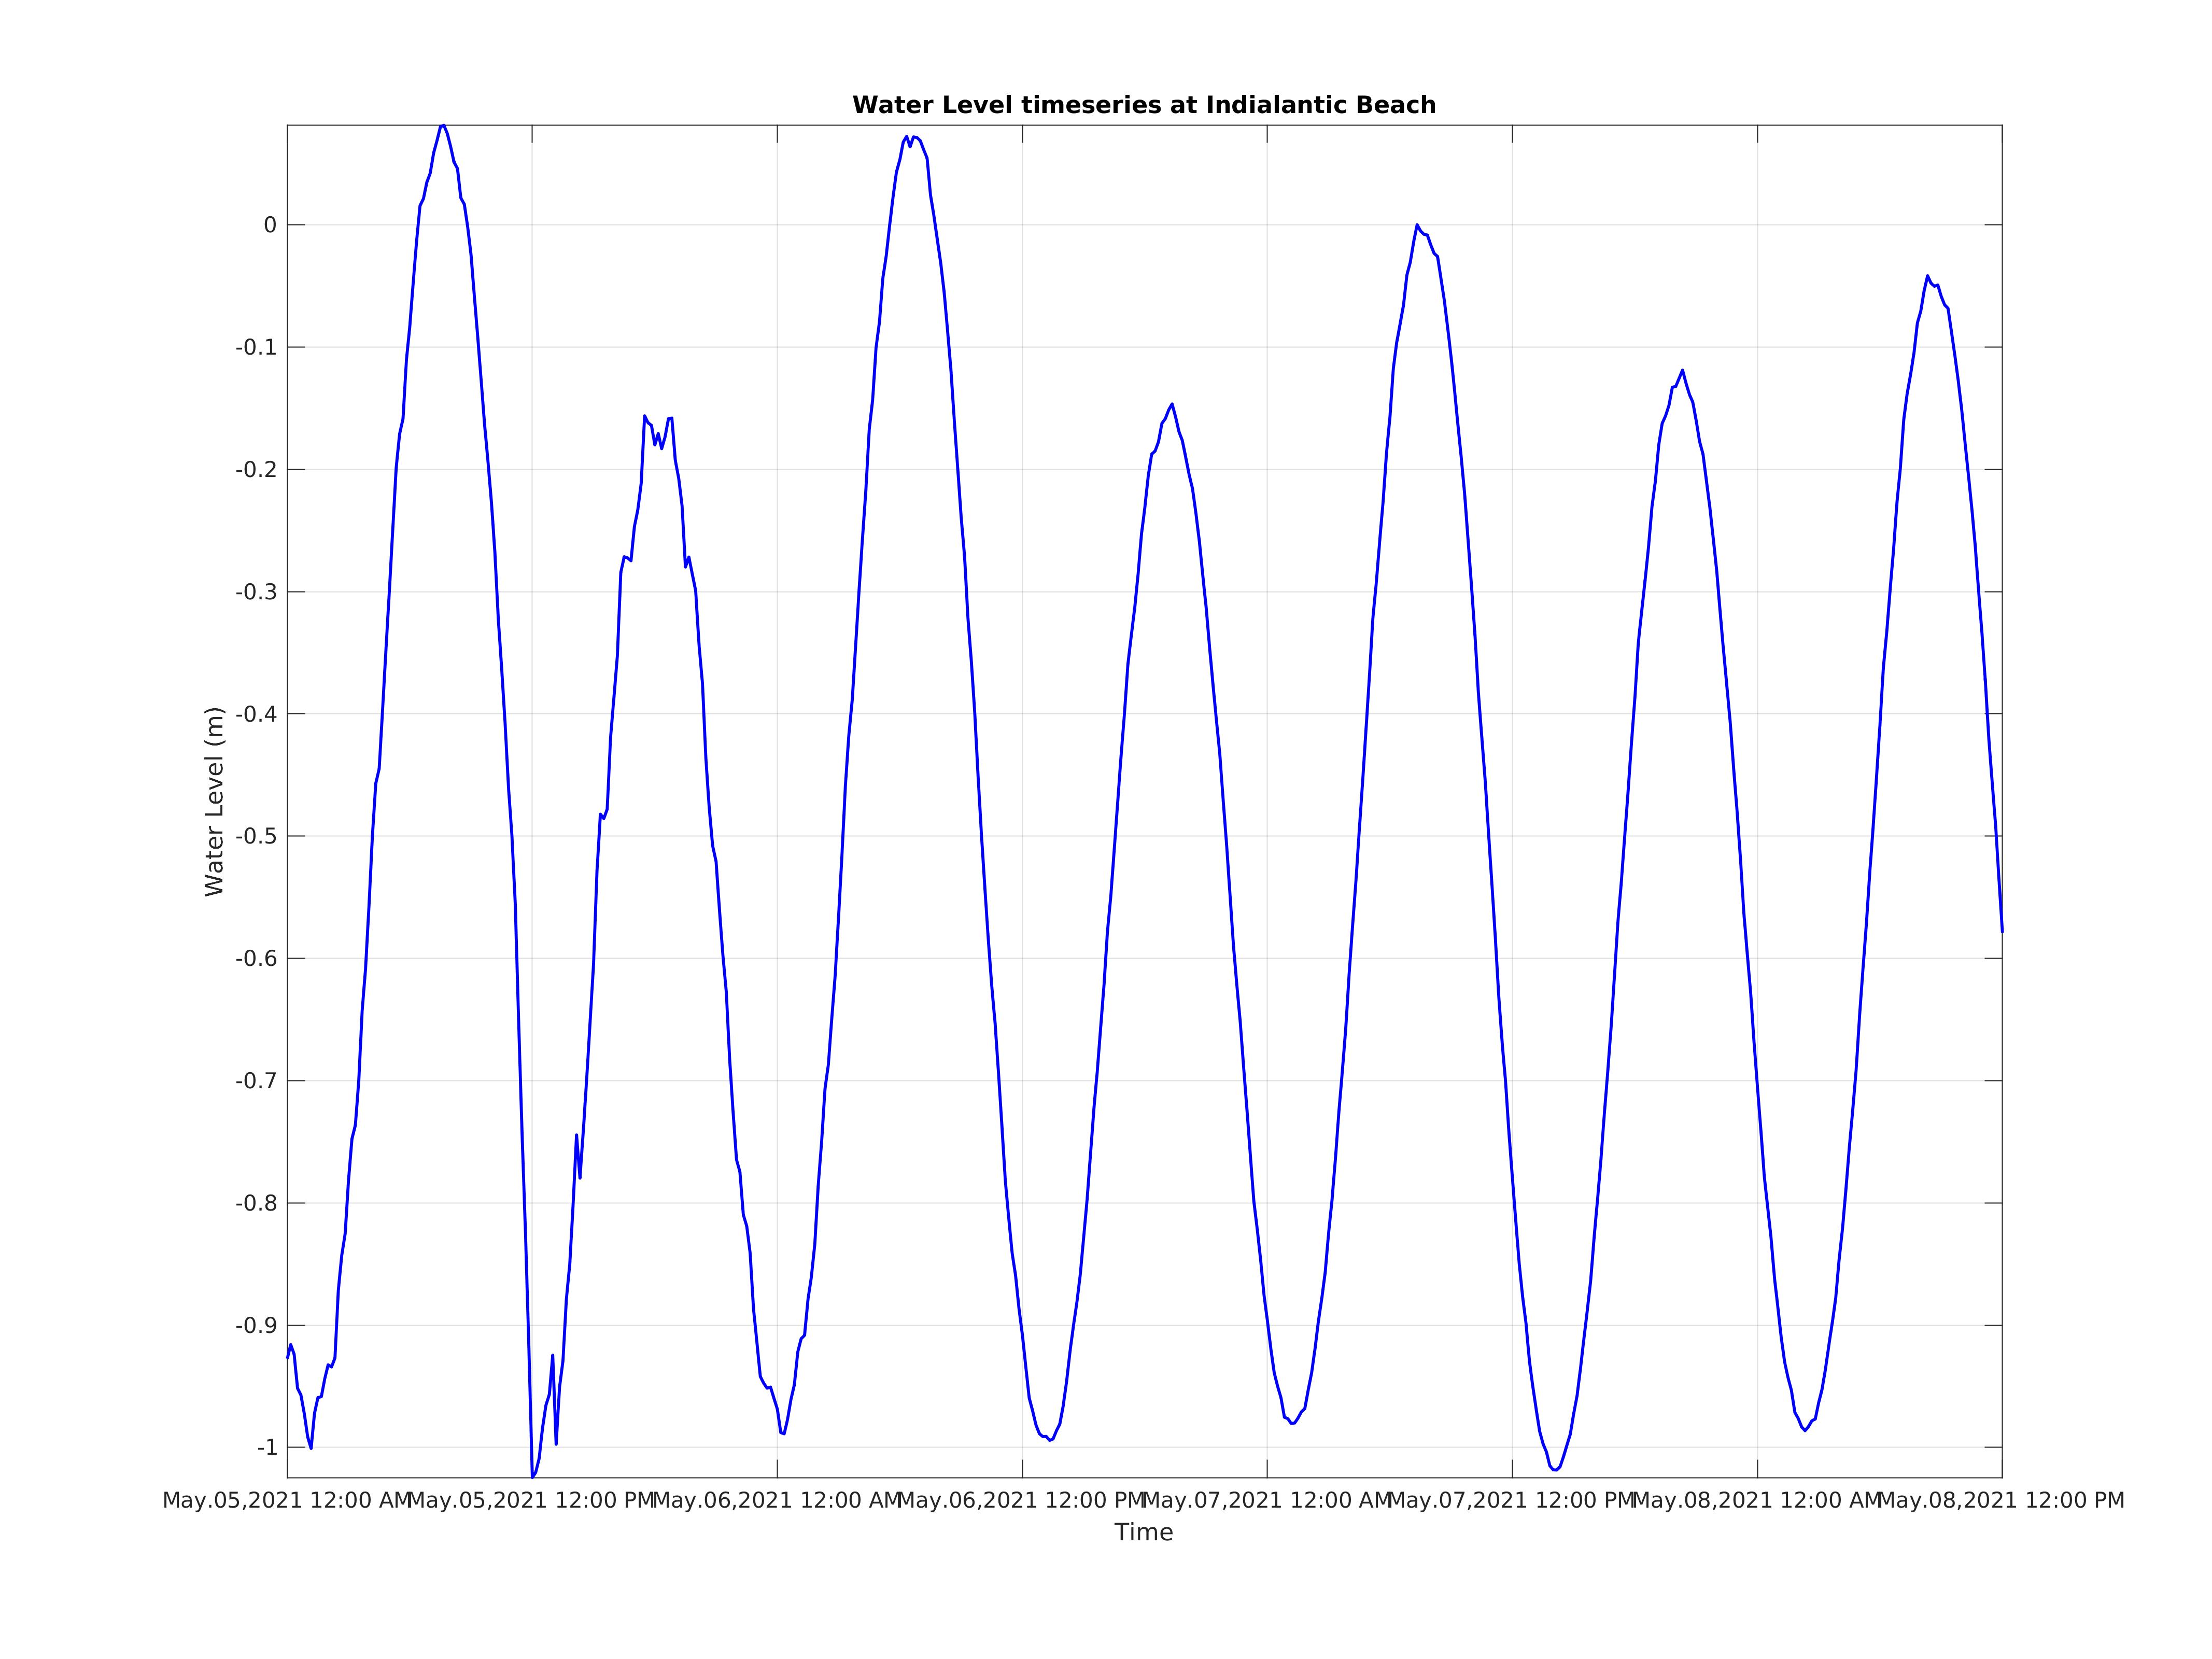 Water Level timeseries at Indialantic Beach
0
-0.1
-0.2
-0.3
-0.4
-0.5
-0.6
-0.7
-0.8
-0.9
-1
Water Level (m)
May.05,2021 12:00 AM May.05,2021 12:00 PM May.06,2021 12:00 AM May.06,2021 12:00 PM May.07,2021 12:00 AM May.07,2021 12:00 PM May.08,2021 12:00 AM May.08,2021 12:00 PM
Time